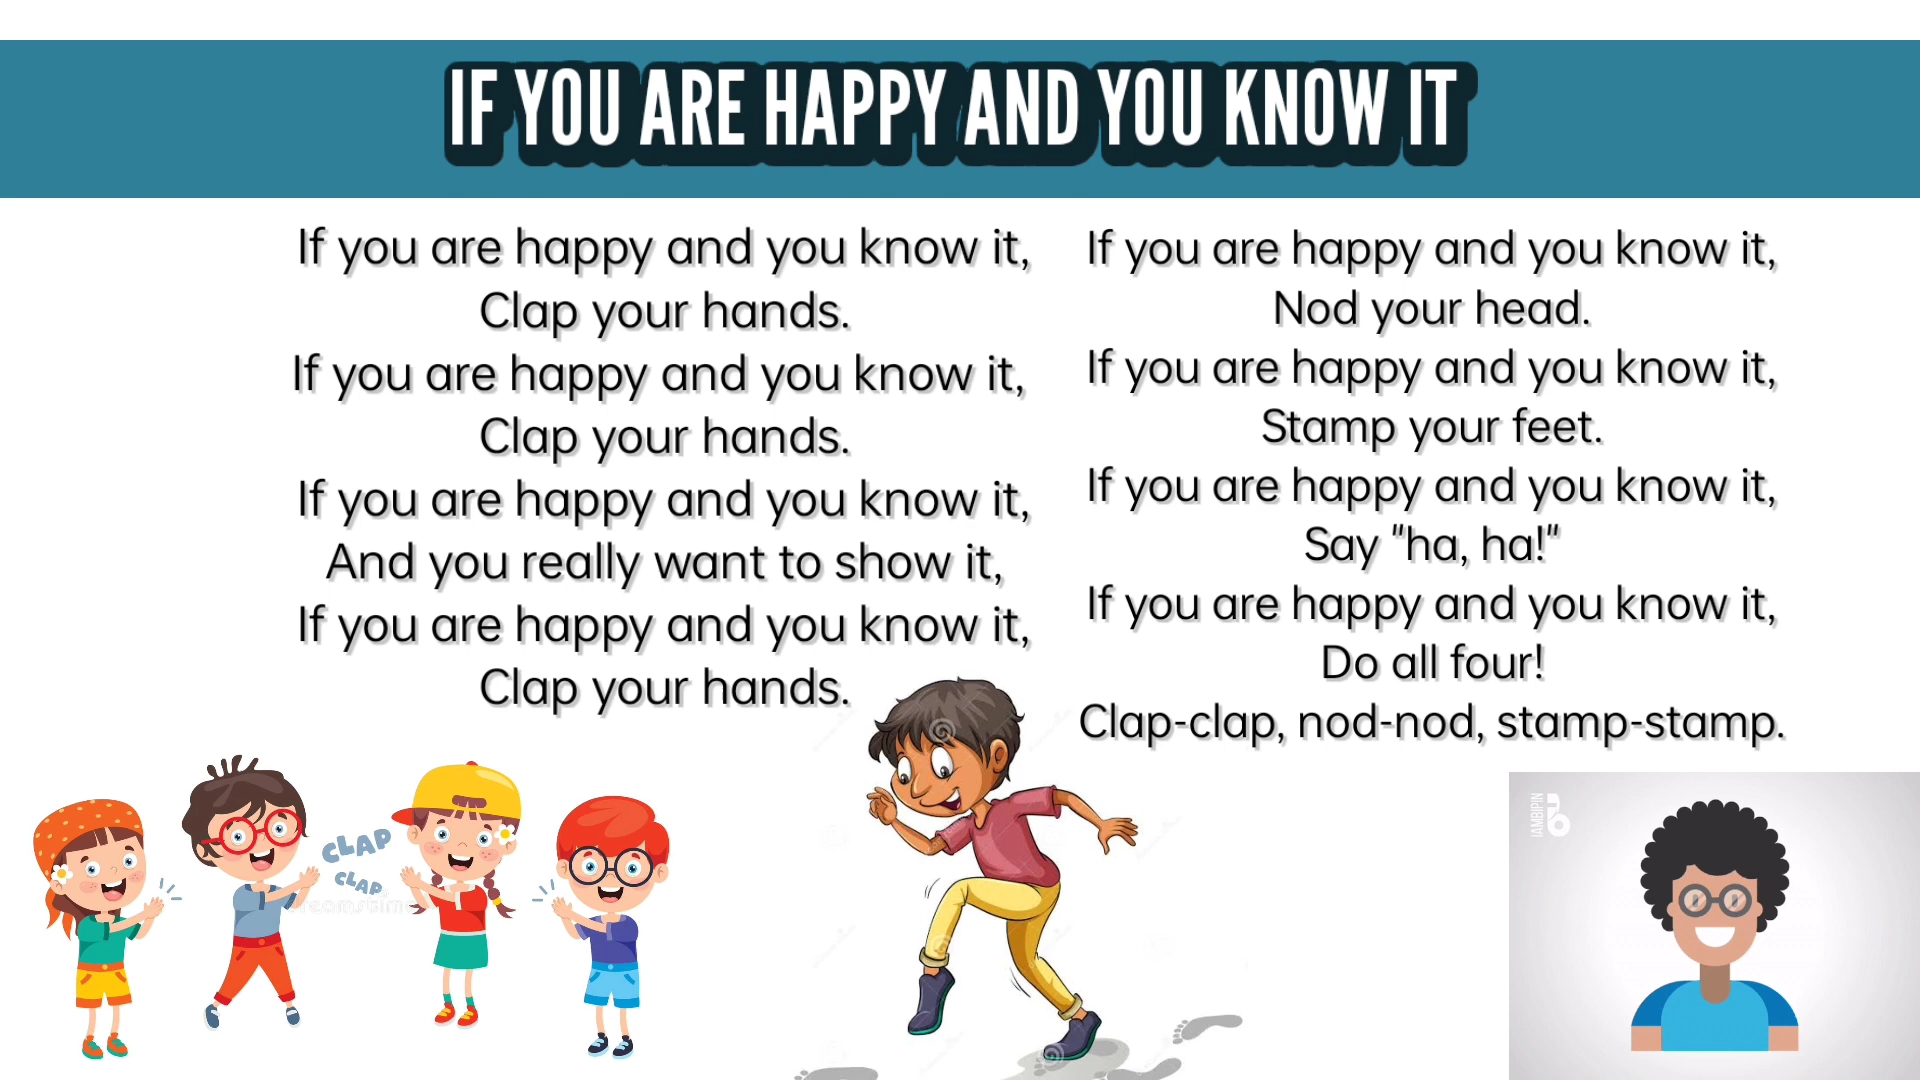 IF YOU ARE HAPPY AND YOU KNOW IT
If you are happy and you know it,
Clap your hands.
If you are happy and you know it,
Clap your hands.
If you are happy and you know it,
And you really want to show it,
If you are happy and you know it,
Clap your hands.
If you are happy and you know it,
Nod your head.
If you are happy and you know it,
Stamp your feet.
If you are happy and you know it,
Say "ha, ha!"
If you are happy and you know it,
Do all four!
Clap-clap, nod-nod, stamp-stamp.
CLAP
CLAP
dreamstime
IAMBIPIN